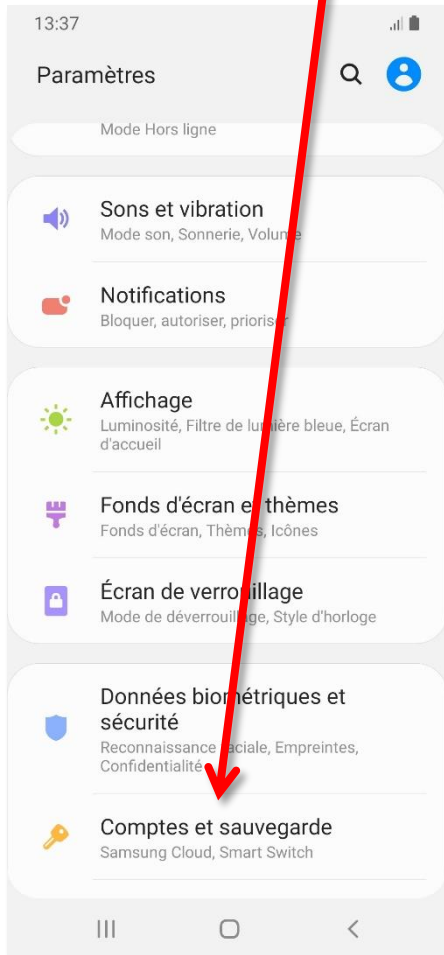 13:37
Paramètres
Mode Hors ligne
Sons et vibration
Mode son, Sonnerie, Volume
Notifications
Bloquer, autoriser, prioriser
Affichage
Luminosité, Filtre de lumière bleue, Écran
d'accueil
Fonds d'écran et thèmes
Fonds d'écran, Thèmes, Icônes
Écran de verrouillage
Mode de déverrouillage, Style d'horloge
Données biométriques et
sécurité
Reconnaissance faciale, Empreintes,
Confidentialité
Comptes et sauvegarde
Samsung Cloud, Smart Switch